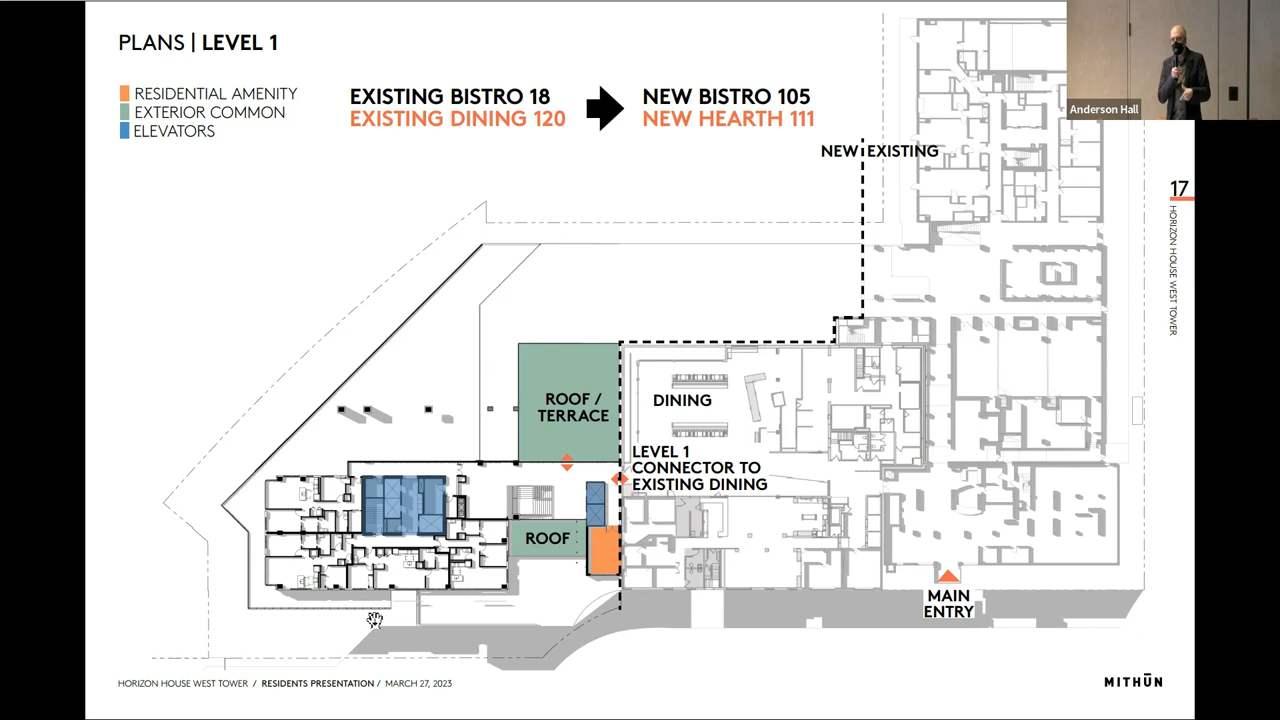 PLANS | LEVEL 1
RESIDENTIAL AMENITY
EXTERIOR COMMON
ELEVATORS
EXISTING BISTRO 18
EXISTING DINING 120
NEW BISTRO 105
NEW HEARTH 111
Anderson Hall
NEW EXISTING
17
HORIZON HOUSE WEST TOWER
ROOF /
TERRACE
DINING
LEVEL 1
CONNECTOR TO
EXISTING DINING
ROOF
MAIN
ENTRY
HORIZON HOUSE WEST TOWER / RESIDENTS PRESENTATION / MARCH 27, 2023
MITHŪN